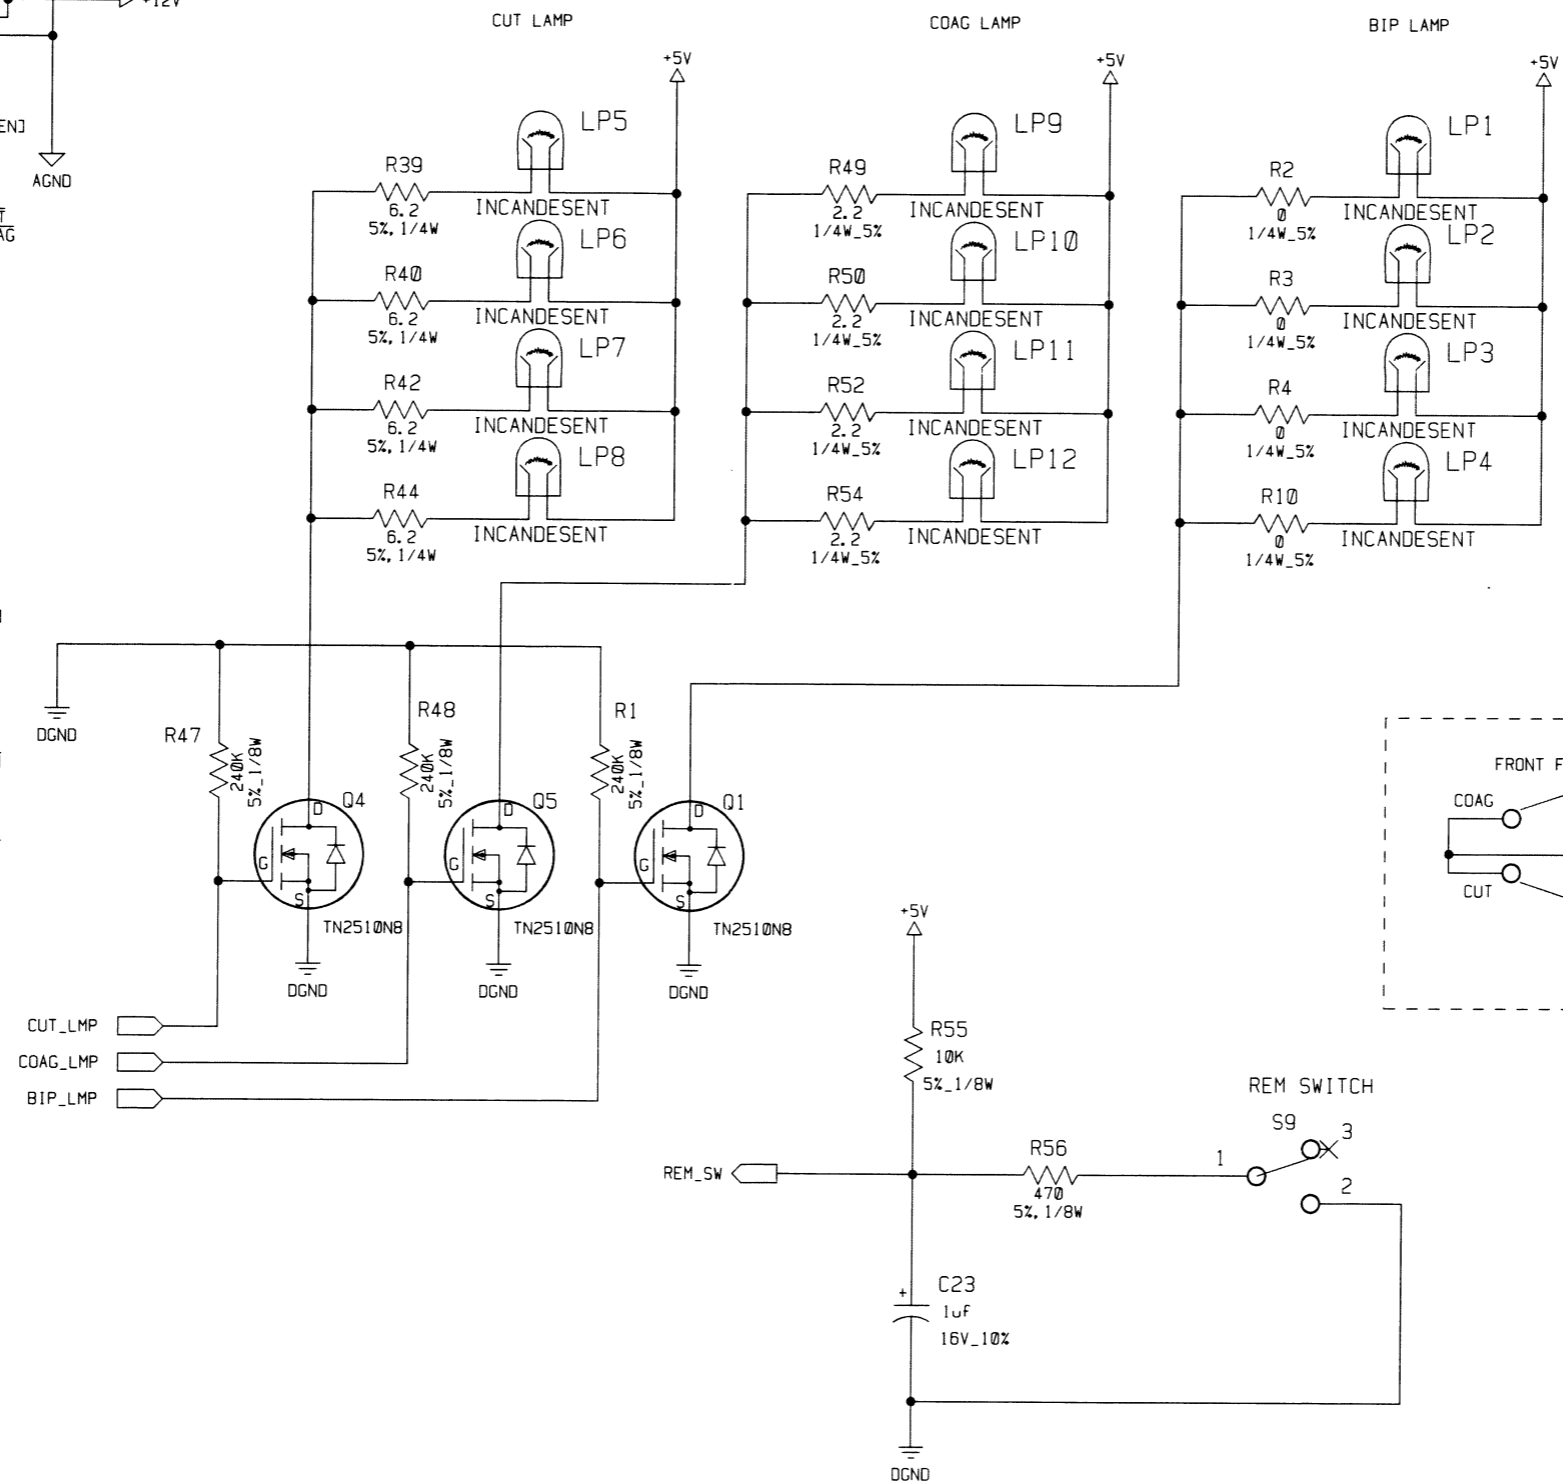 +12V
CUT LAMP
COAG LAMP
BIP LAMP
+5V
+5V
+5V
EN]
AGND
AG
LP5
R39
6.2
5%, 1/4W
INCANDESENT
LP6
R40
6.2
5%, 1/4W
INCANDESENT
LP7
R42
6.2
5%, 1/4W
INCANDESENT
LP8
R44
6.2
5%, 1/4W
INCANDESENT
LP9
R49
2.2
1/4W_5%
INCANDESENT
LP10
R50
2.2
1/4W_5%
INCANDESENT
LP11
R52
2.2
1/4W_5%
INCANDESENT
LP12
R54
2.2
1/4W_5%
INCANDESENT
LP1
R2
0
1/4W_5%
INCANDESENT
LP2
R3
0
1/4W_5%
INCANDESENT
LP3
R4
0
1/4W_5%
INCANDESENT
LP4
R10
0
1/4W_5%
INCANDESENT
DGND
R47
240K
5%_1/8W
R48
240K
5%_1/8W
R1
240K
5%_1/8W
D
Q4
G
S
TN2510N8
DGND
D
Q5
G
S
TN2510N8
DGND
D
Q1
G
S
TN2510N8
DGND
CUT_LMP
COAG_LMP
BIP_LMP
FRONT F
COAG
CUT
+5V
R55
10K
5%_1/8W
REM SWITCH
S9
3
1
2
REM_SW
R56
470
5%, 1/8W
+
C23
1uF
16V_10%
DGND